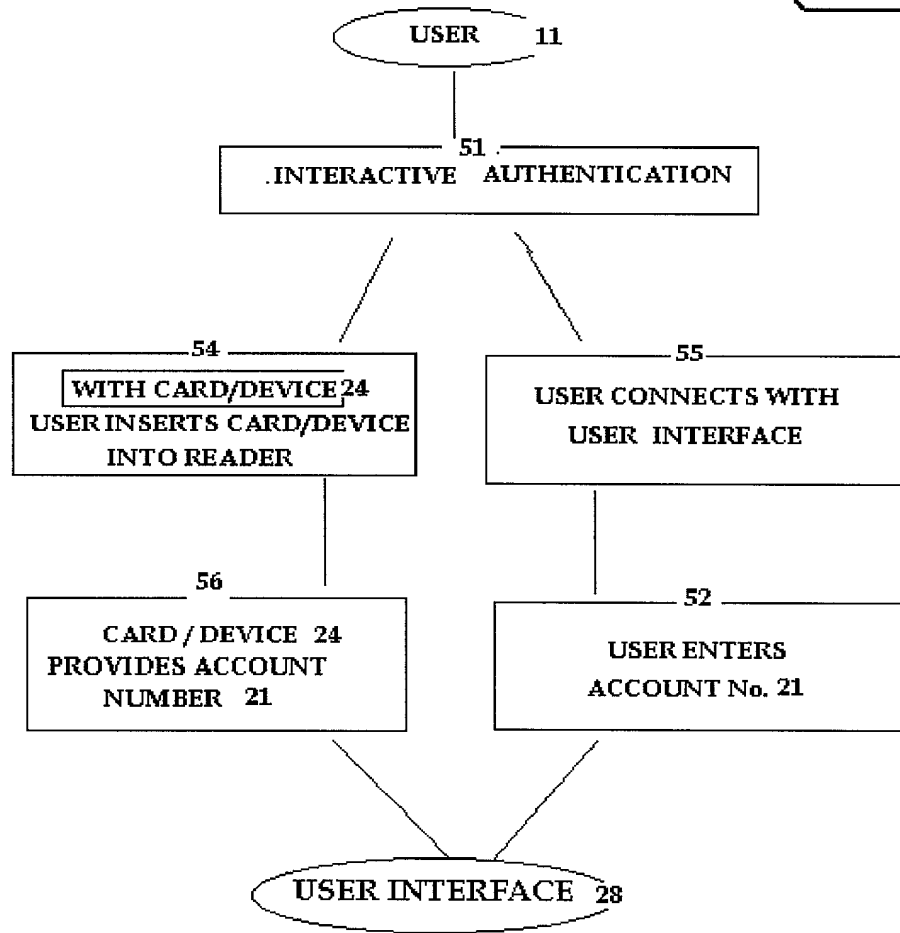 USER 11
51
.INTERACTIVE AUTHENTICATION
54
WITH CARD/DEVICE 24
USER INSERTS CARD/DEVICE
INTO READER
55
USER CONNECTS WITH
USER INTERFACE
56
CARD / DEVICE 24
PROVIDES ACCOUNT
NUMBER 21
52
USER ENTERS
ACCOUNT No. 21
USER INTERFACE 28